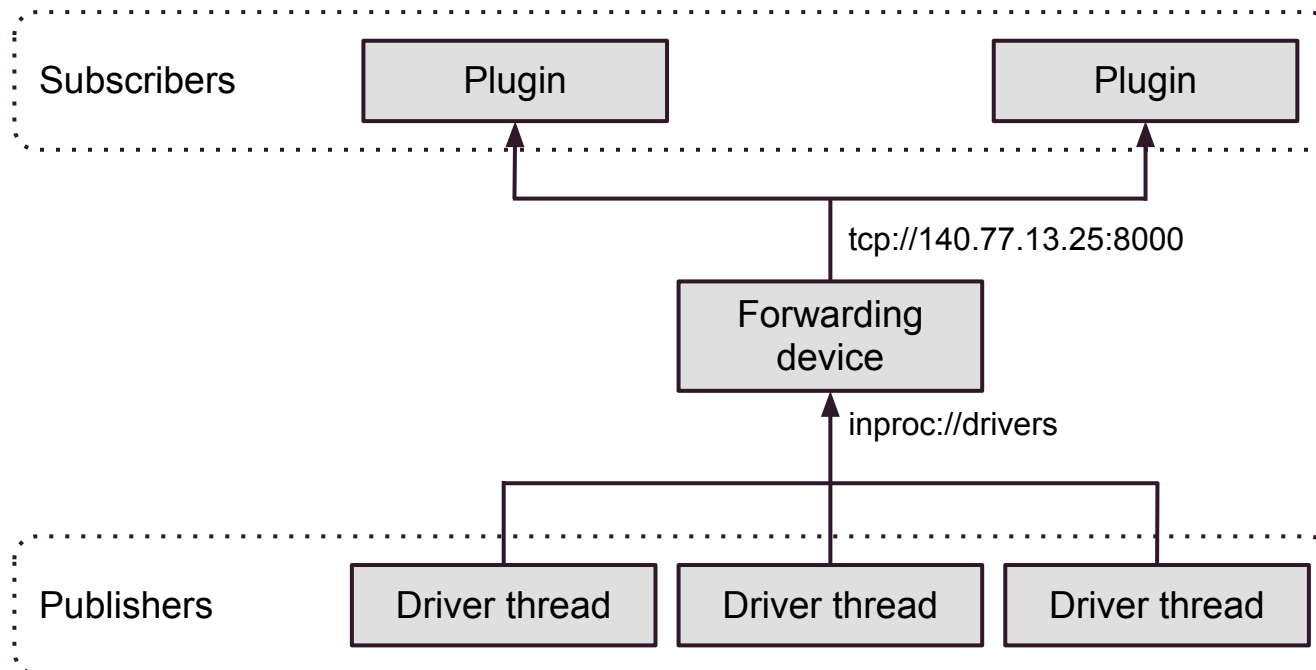 Subscribers
Plugin
Plugin
tcp://140.77.13.25:8000
Forwarding
device
inproc://drivers
Publishers
Driver thread
Driver thread
Driver thread